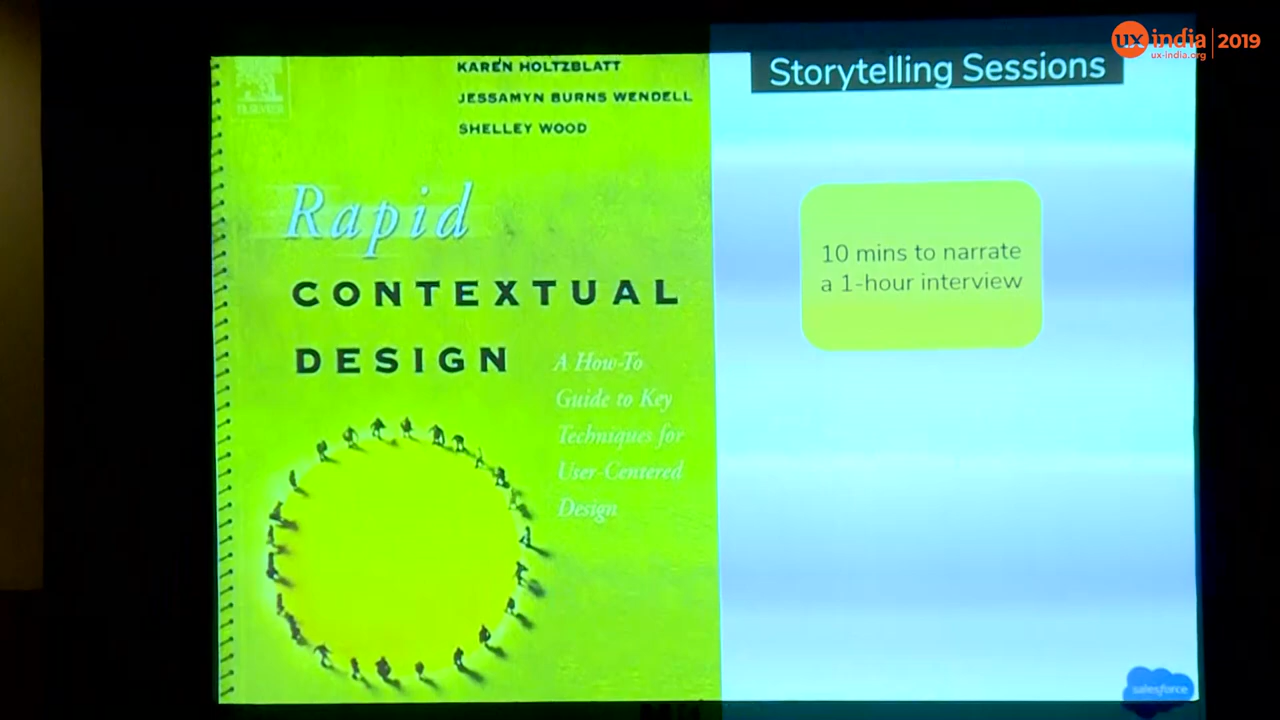 ux india 2019
ux-india.org
KAREN HOLTZBLATT
JESSAMYN BURNS WENDELL
SHELLEY WOOD
ELSEVIER
Rapid
CONTEXTUAL
DESIGN
A How-To
Guide to Key
Techniques for
User-Centered
Design
Storytelling Sessions
10 mins to narrate
a 1-hour interview
salesforce